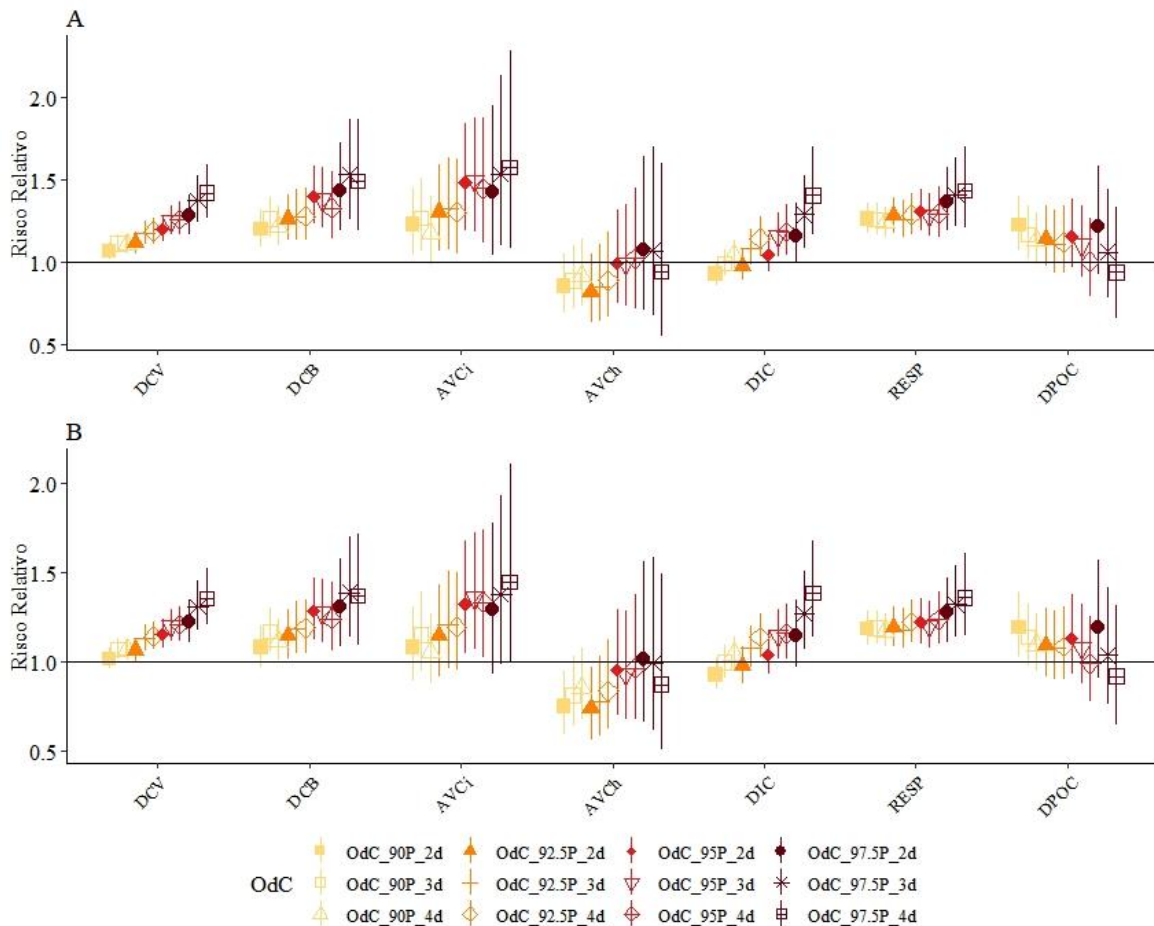 A
Risco Relativo
2.0
1.5
1.0
0.5
DCV DCB AVCi AVCh DIC RESP DPOC
B
Risco Relativo
2.0
1.5
1.0
0.5
DCV DCB AVCi AVCh DIC RESP DPOC
OdC
OdC_90P_2d OdC_92.5P_2d OdC_95P_2d OdC_97.5P_2d
OdC_90P_3d OdC_92.5P_3d OdC_95P_3d OdC_97.5P_3d
OdC_90P_4d OdC_92.5P_4d OdC_95P_4d OdC_97.5P_4d